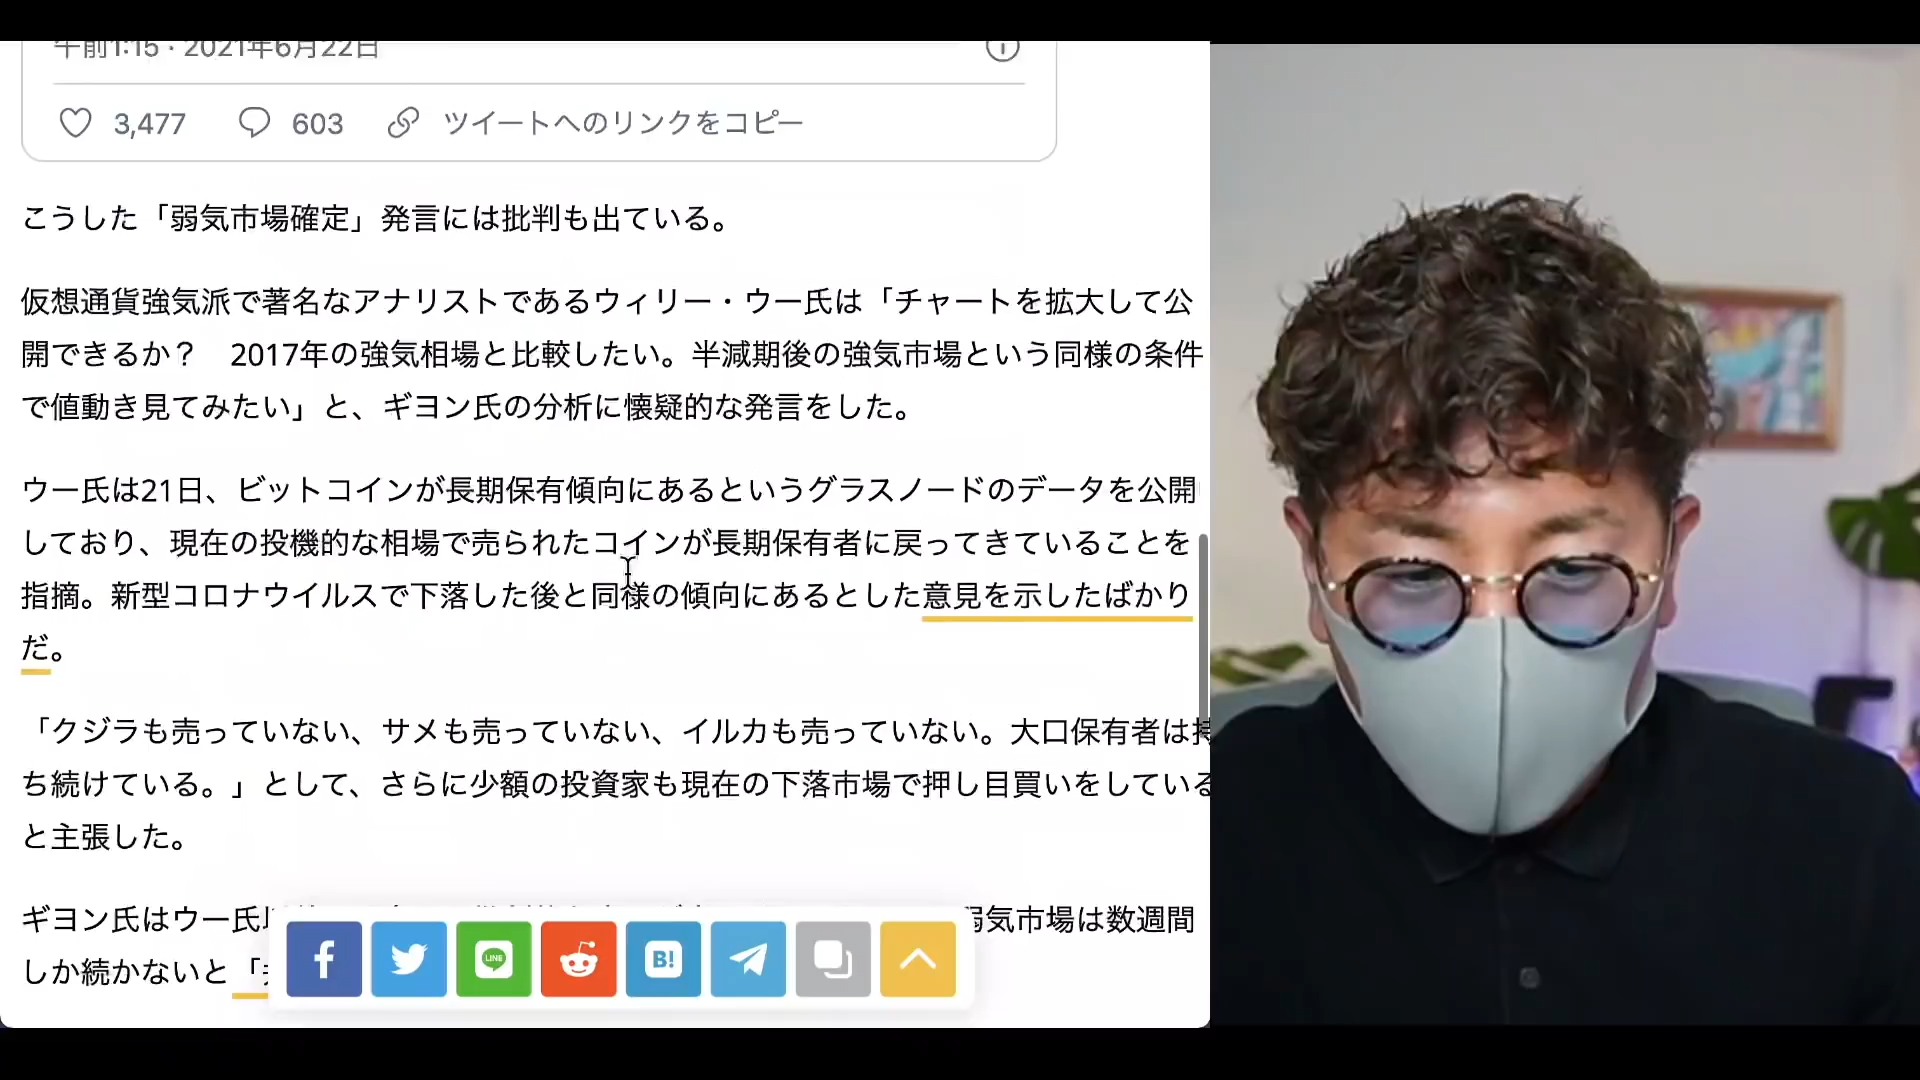 午前1:15 · 2021年6月22日
3,477 603 ツイートへのリンクをコピー
こうした「弱気市場確定」発言には批判も出ている。
仮想通貨強気派で著名なアナリストであるウィリー・ウー氏は「チャートを拡大して公
開できるか？ 2017年の強気相場と比較したい。半減期後の強気市場という同様の条件
で値動き見てみたい」と、ギヨン氏の分析に懐疑的な発言をした。
ウー氏は21日、ビットコインが長期保有傾向にあるというグラスノードのデータを公開
しており、現在の投機的な相場で売られたコインが長期保有者に戻ってきていることを
指摘。新型コロナウイルスで下落した後と同様の傾向にあるとした意見を示したばかり
だ。
「クジラも売っていない、サメも売っていない、イルカも売っていない。大口保有者は持
ち続けている。」として、さらに少額の投資家も現在の下落市場で押し目買いをしている
と主張した。
ギヨン氏はウー氏 弱気市場は数週間
しか続かないと「
f LINE B!